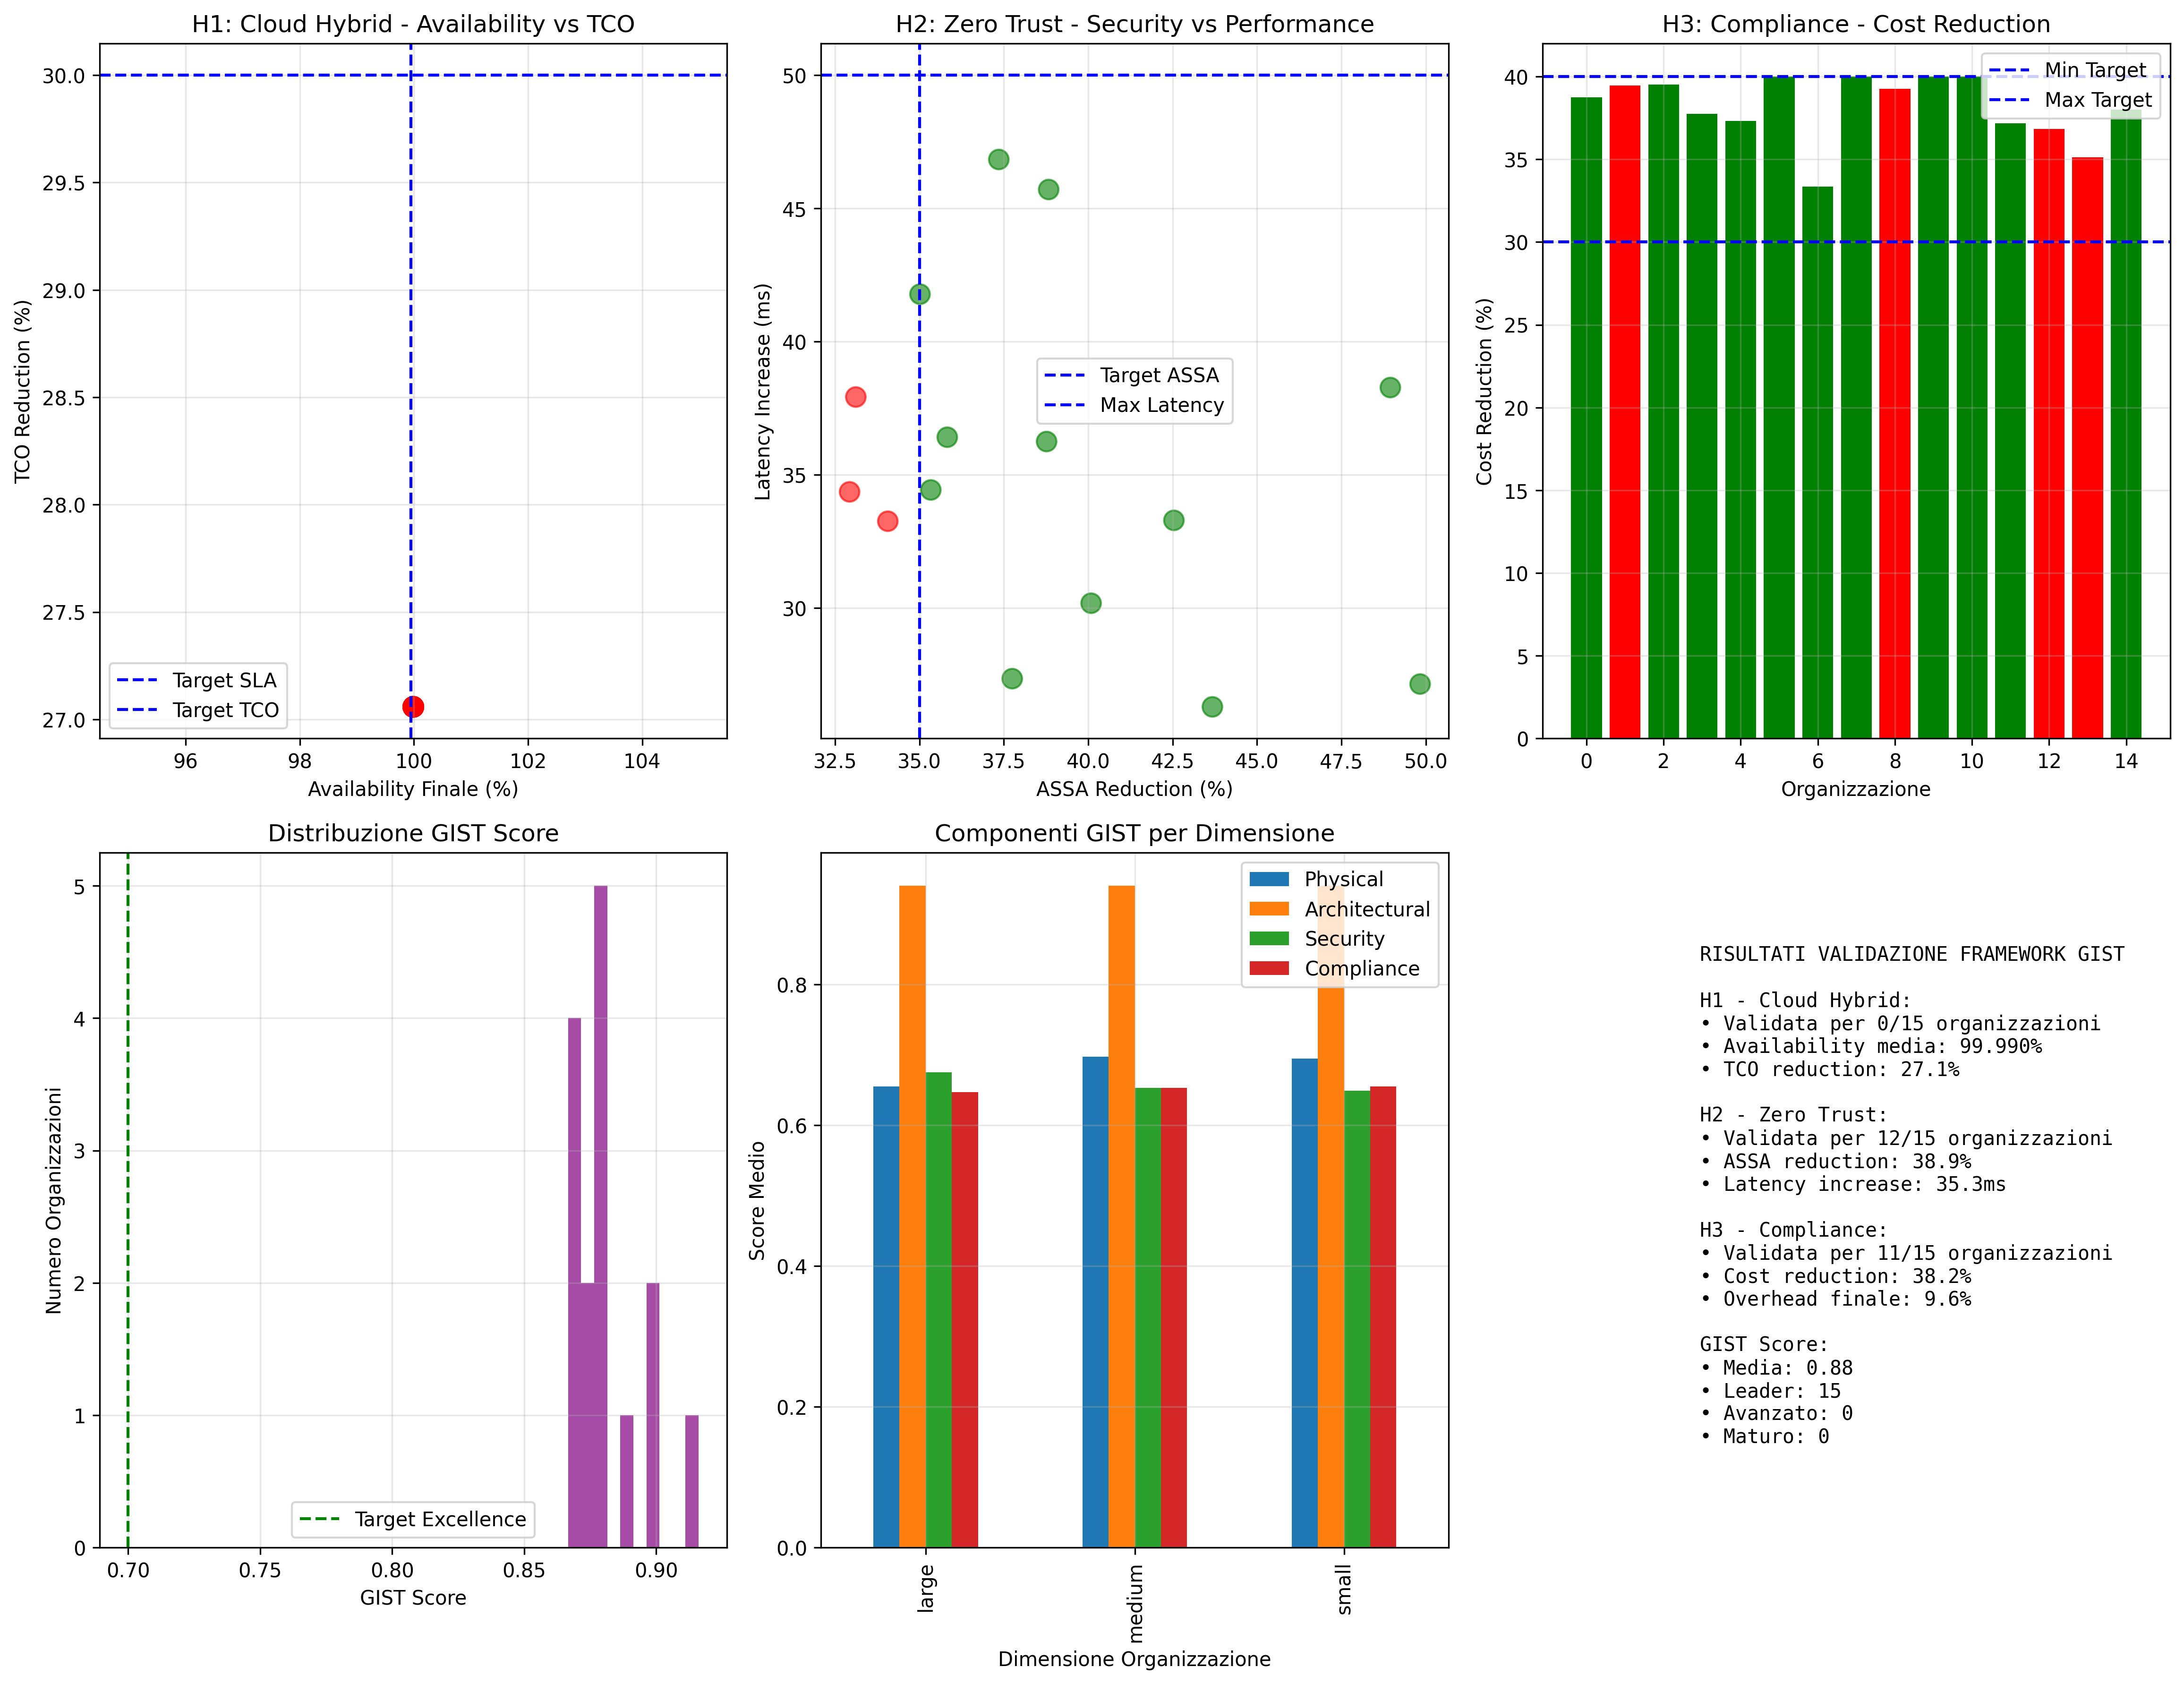 H1: Cloud Hybrid - Availability vs TCO
30.0
29.5
29.0
28.5
28.0
27.5
27.0
TCO Reduction (%)
Target SLA
Target TCO
96 98 100 102 104
Availability Finale (%)
H2: Zero Trust - Security vs Performance
50
45
40
35
30
Latency Increase (ms)
Target ASSA
Max Latency
32.5 35.0 37.5 40.0 42.5 45.0 47.5 50.0
ASSA Reduction (%)
H3: Compliance - Cost Reduction
40
35
30
25
20
15
10
5
0
Cost Reduction (%)
Min Target
Max Target
0 2 4 6 8 10 12 14
Organizzazione
Distribuzione GIST Score
5
4
3
2
1
0
Numero Organizzazioni
Target Excellence
0.70 0.75 0.80 0.85 0.90
GIST Score
Componenti GIST per Dimensione
0.8
0.6
0.4
0.2
0.0
Score Medio
Physical
Architectural
Security
Compliance
large medium small
Dimensione Organizzazione
RISULTATI VALIDAZIONE FRAMEWORK GIST
H1 - Cloud Hybrid:
• Validata per 0/15 organizzazioni
• Availability media: 99.990%
• TCO reduction: 27.1%
H2 - Zero Trust:
• Validata per 12/15 organizzazioni
• ASSA reduction: 38.9%
• Latency increase: 35.3ms
H3 - Compliance:
• Validata per 11/15 organizzazioni
• Cost reduction: 38.2%
• Overhead finale: 9.6%
GIST Score:
• Media: 0.88
• Leader: 15
• Avanzato: 0
• Maturo: 0